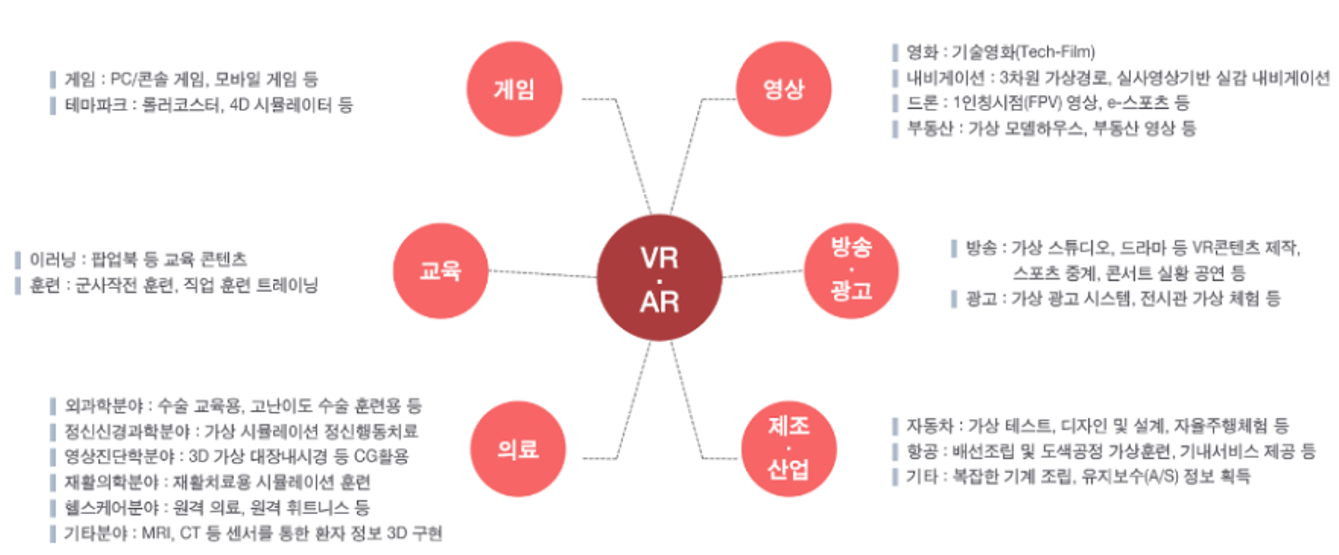 게임
게임 : PC/콘솔 게임, 모바일 게임 등
테마파크 : 롤러코스터, 4D 시뮬레이터 등
영상
영화 : 기술영화(Tech-Film)
내비게이션 : 3차원 가상경로, 실사영상기반 실감 내비게이션
드론 : 1인칭시점(FPV) 영상, e-스포츠 등
부동산 : 가상 모델하우스, 부동산 영상 등
교육
이러닝 : 팝업북 등 교육 콘텐츠
훈련 : 군사작전 훈련, 직업 훈련 트레이닝
VR
·
AR
방송
·
광고
방송 : 가상 스튜디오, 드라마 등 VR콘텐츠 제작,
스포츠 중계, 콘서트 실황 공연 등
광고 : 가상 광고 시스템, 전시관 가상 체험 등
의료
외과학분야 : 수술 교육용, 고난이도 수술 훈련용 등
정신신경과학분야 : 가상 시뮬레이션 정신행동치료
영상진단학분야 : 3D 가상 대장내시경 등 CG활용
재활의학분야 : 재활치료용 시뮬레이션 훈련
헬스케어분야 : 원격 의료, 원격 휘트니스 등
기타분야 : MRI, CT 등 센서를 통한 환자 정보 3D 구현
제조
·
산업
자동차 : 가상 테스트, 디자인 및 설계, 자율주행체험 등
항공 : 배선조립 및 도색공정 가상훈련, 기내서비스 제공 등
기타 : 복잡한 기계 조립, 유지보수(A/S) 정보 획득